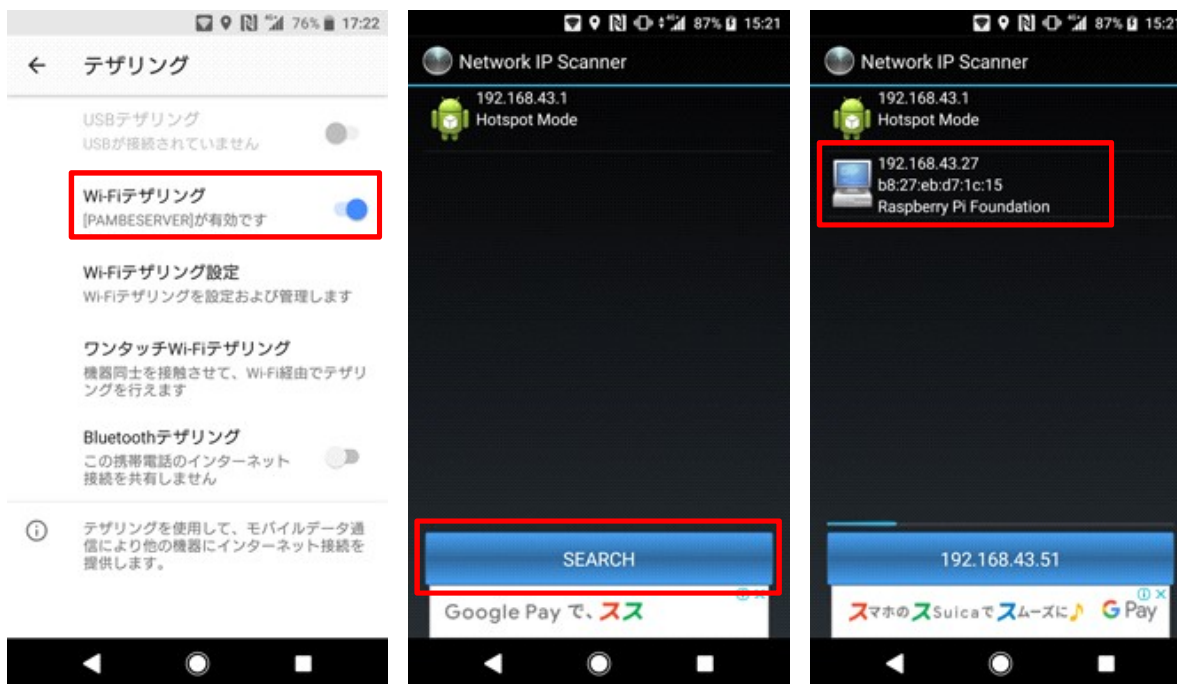 76% 17:22
テザリング
USBテザリング
USBが接続されていません
Wi-Fiテザリング
[PAMBESERVER]が有効です
Wi-Fiテザリング設定
Wi-Fiテザリングを設定および管理します
ワンタッチWi-Fiテザリング
機器同士を接触させて、Wi-Fi経由でテザリ
ングを行えます
Bluetoothテザリング
この携帯電話のインターネット
接続を共有しません
テザリングを使用して、モバイルデータ通
信により他の機器にインターネット接続を
提供します。
87% 15:21
Network IP Scanner
192.168.43.1
Hotspot Mode
SEARCH
Google Pay で、スス
87% 15:2
Network IP Scanner
192.168.43.1
Hotspot Mode
192.168.43.27
b8:27:eb:d7:1c:15
Raspberry Pi Foundation
192.168.43.51
スマホのスSuicaでスムーズに♪ G Pay